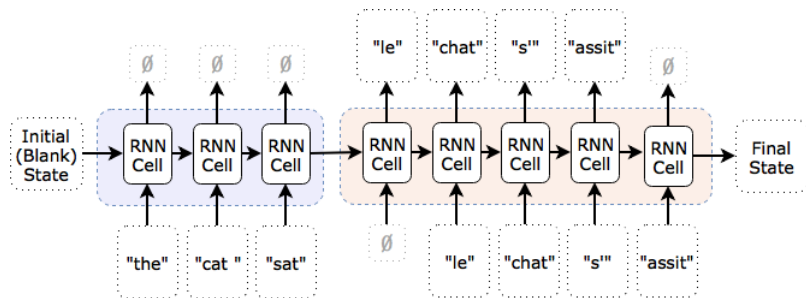 Ø Ø Ø "le" "chat" "s'" "assit" Ø
Initial
(Blank)
State
RNN
Cell
RNN
Cell
RNN
Cell
RNN
Cell
RNN
Cell
RNN
Cell
RNN
Cell
RNN
Cell
Final
State
"the" "cat " "sat" Ø "le" "chat" "s'" "assit"